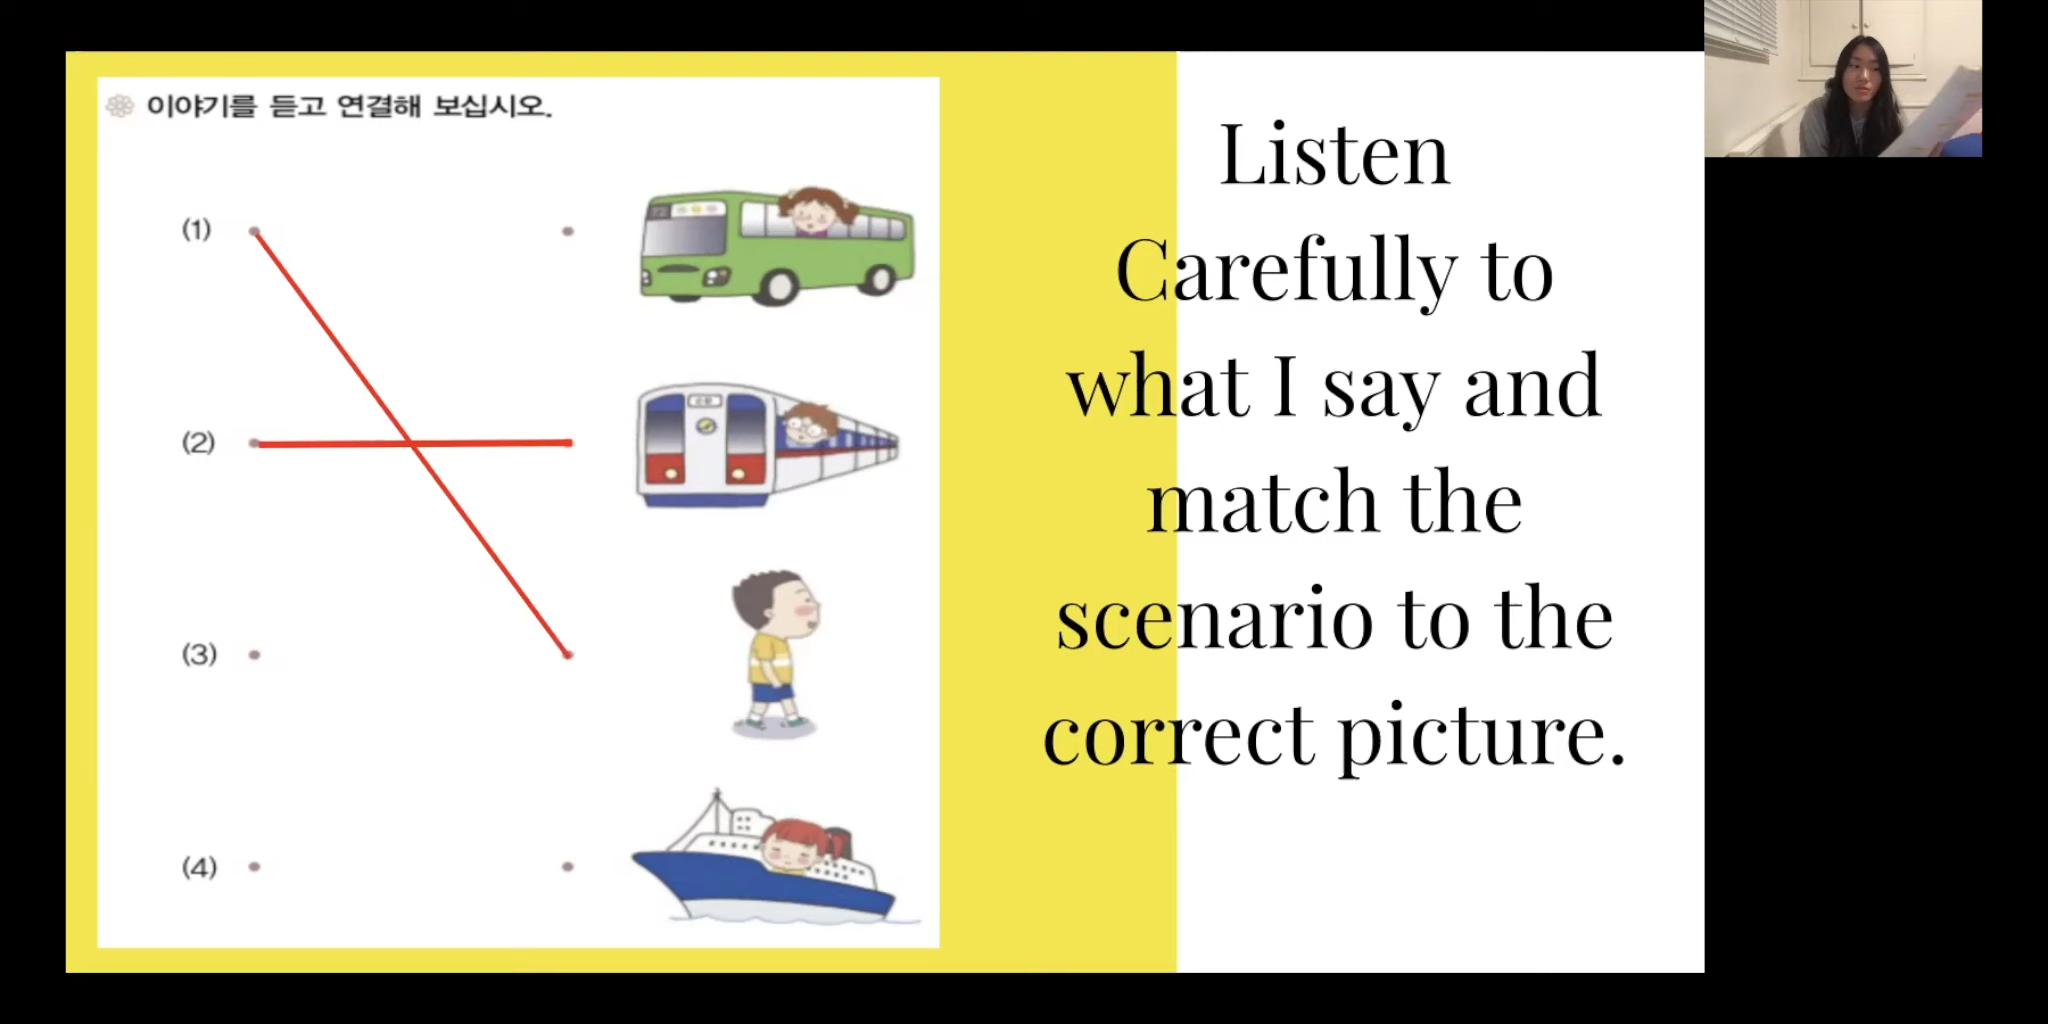 이야기를 듣고 연결해 보십시오.
(1)
(2)
(3)
(4)
Listen
Carefully to
what I say and
match the
scenario to the
correct picture.